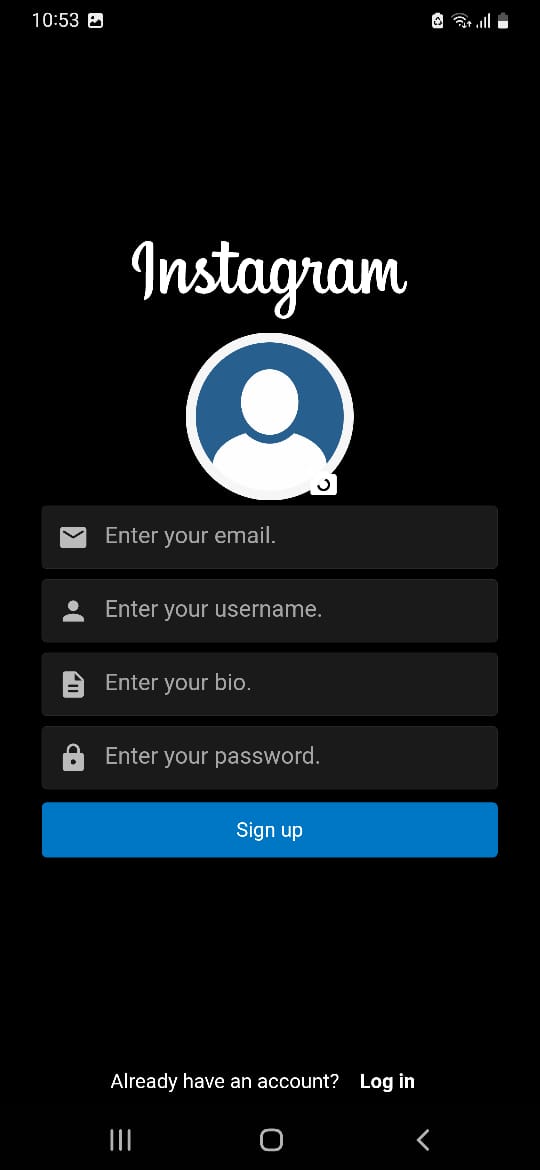 10:53
Instagram
Enter your email.
Enter your username.
Enter your bio.
Enter your password.
Sign up
Already have an account? Log in